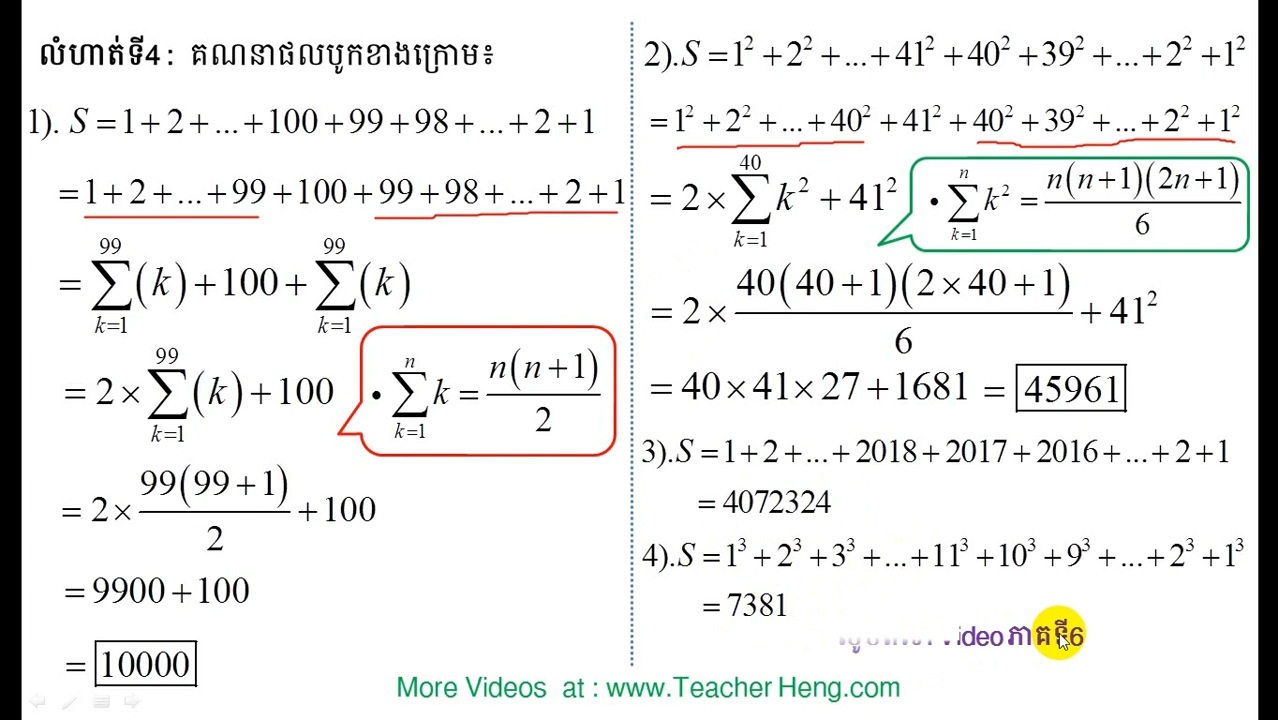 លំហាត់ទី4 : គណនាផលបូកខាងក្រោម៖
1). S = 1 + 2 + ... + 100 + 99 + 98 + ... + 2 + 1
= 1 + 2 + ... + 99 + 100 + 99 + 98 + ... + 2 + 1
= ∑_{k=1}^{99} (k) + 100 + ∑_{k=1}^{99} (k)
= 2 × ∑_{k=1}^{99} (k) + 100
• ∑_{k=1}^{n} k = n(n + 1) / 2
= 2 × 99(99 + 1) / 2 + 100
= 9900 + 100
= 10000
2). S = 1² + 2² + ... + 41² + 40² + 39² + ... + 2² + 1²
= 1² + 2² + ... + 40² + 41² + 40² + 39² + ... + 2² + 1²
= 2 × ∑_{k=1}^{40} k² + 41²
• ∑_{k=1}^{n} k² = n(n + 1)(2n + 1) / 6
= 2 × 40(40 + 1)(2 × 40 + 1) / 6 + 41²
= 40 × 41 × 27 + 1681 = 45961
3). S = 1 + 2 + ... + 2018 + 2017 + 2016 + ... + 2 + 1
= 4072324
4). S = 1³ + 2³ + 3³ + ... + 11³ + 10³ + 9³ + ... + 2³ + 1³
= 7381
Video ភាគទី6
More Videos at : www.Teacher Heng.com